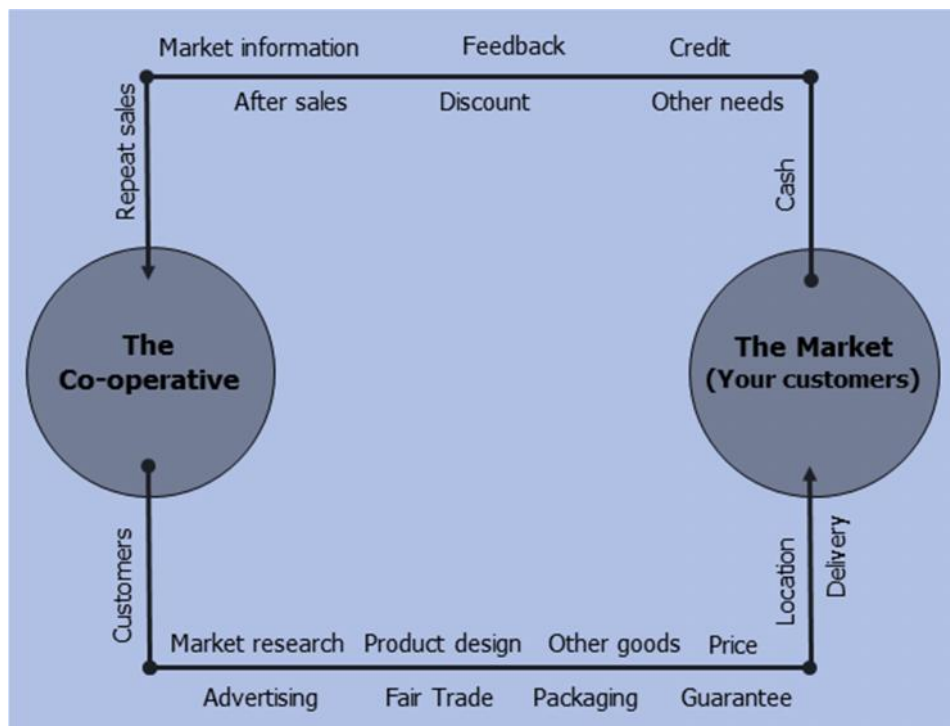 Market information Feedback Credit
After sales Discount Other needs
Repeat sales
Cash
The
Co-operative
The Market
(Your customers)
Customers
Location
Delivery
Market research Product design Other goods Price
Advertising Fair Trade Packaging Guarantee